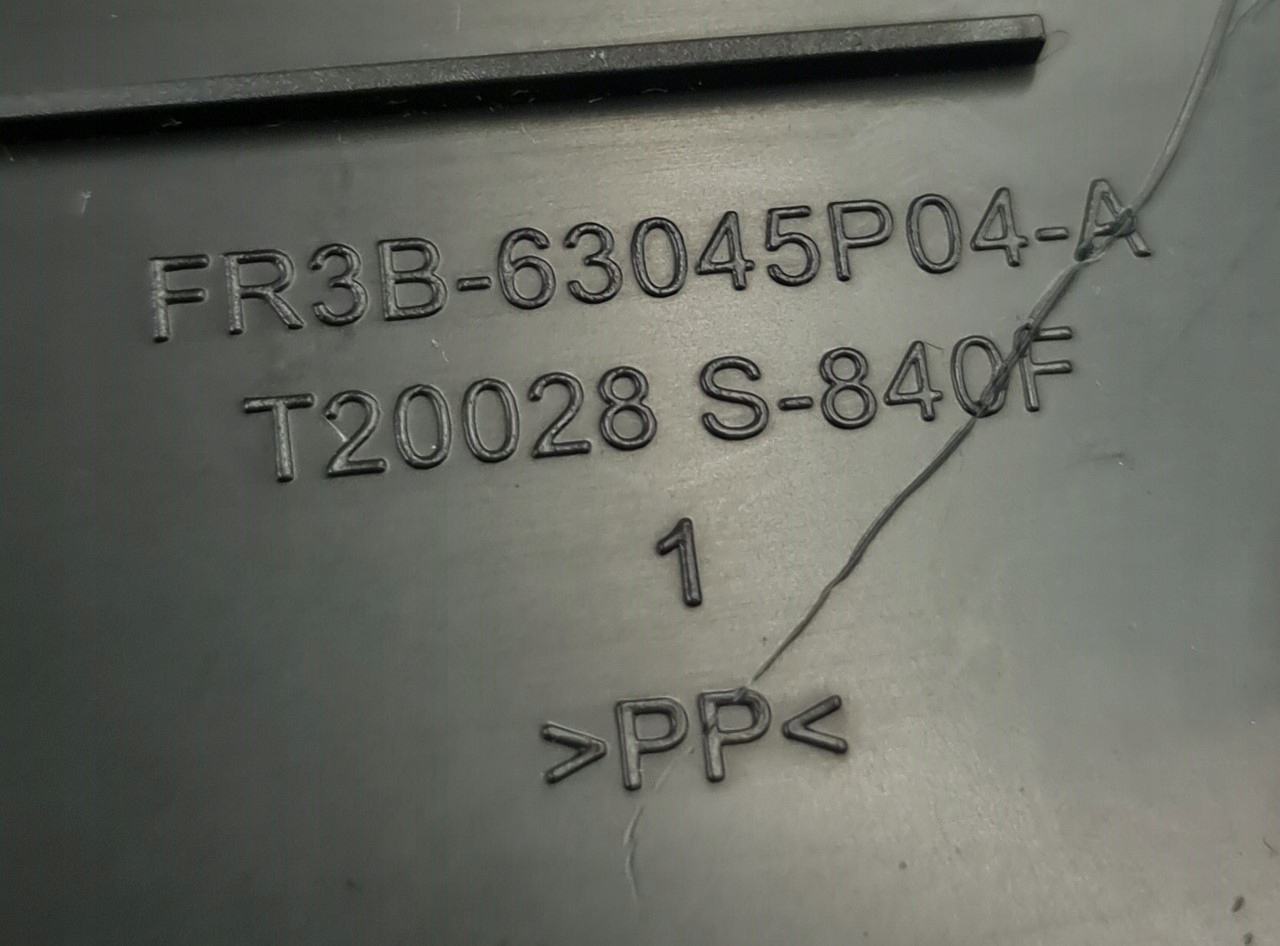 FR3B-63045P04-A
T20028 S-840F
1
>PP<